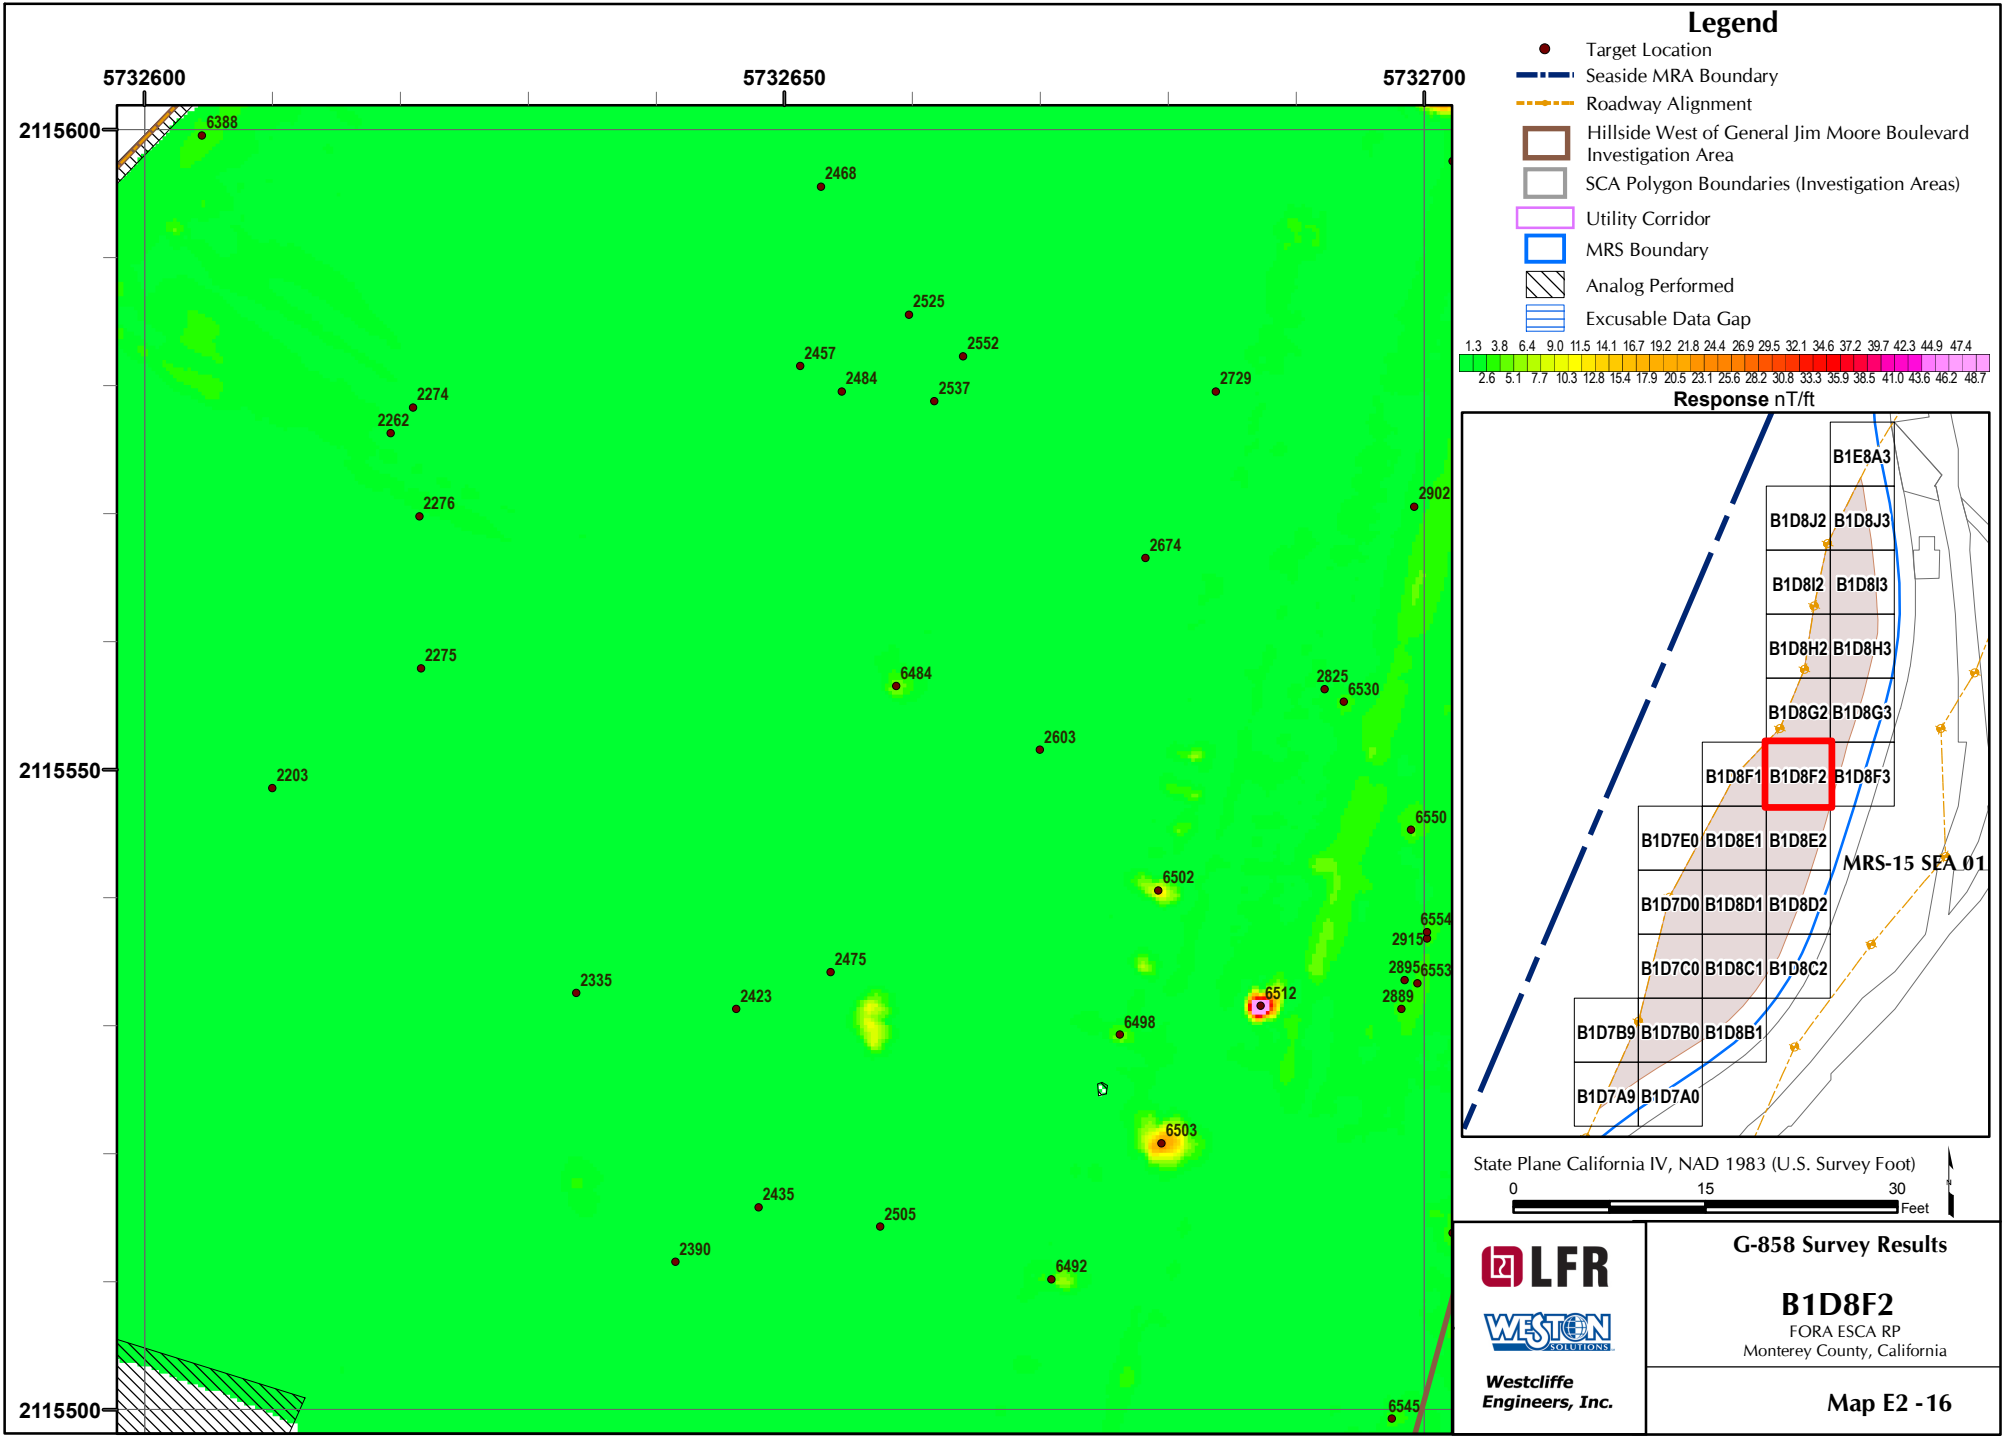 5732600
5732650
5732700
2115600
2115550
2115500
6388
2468
2525
2552
2457
2484
2537
2729
2274
2262
2276
2902
2674
2275
6484
2825
6530
2603
2203
6550
6502
6554
2915
2475
2335
2423
2895
6553
2889
6512
6498
6503
2435
2505
2390
6492
6545
Legend
Target Location
Seaside MRA Boundary
Roadway Alignment
Hillside West of General Jim Moore Boulevard
Investigation Area
SCA Polygon Boundaries (Investigation Areas)
Utility Corridor
MRS Boundary
Analog Performed
Excusable Data Gap
1.3 3.8 6.4 9.0 11.5 14.1 16.7 19.2 21.8 24.4 26.9 29.5 32.1 34.6 37.2 39.7 42.3 44.9 47.4
2.6 5.1 7.7 10.3 12.8 15.4 17.9 20.5 23.1 25.6 28.2 30.8 33.3 35.9 38.5 41.0 43.6 46.2 48.7
Response nT/ft
B1E8A3
B1D8J2 B1D8J3
B1D8I2 B1D8I3
B1D8H2 B1D8H3
B1D8G2 B1D8G3
B1D8F1 B1D8F2 B1D8F3
B1D7E0 B1D8E1 B1D8E2
MRS-15 SEA 01
B1D7D0 B1D8D1 B1D8D2
B1D7C0 B1D8C1 B1D8C2
B1D7B9 B1D7B0 B1D8B1
B1D7A9 B1D7A0
State Plane California IV, NAD 1983 (U.S. Survey Foot)
0 15 30
Feet
N
LFR
WESTON
SOLUTIONS
Westcliffe
Engineers, Inc.
G-858 Survey Results
B1D8F2
FORA ESCA RP
Monterey County, California
Map E2 -16